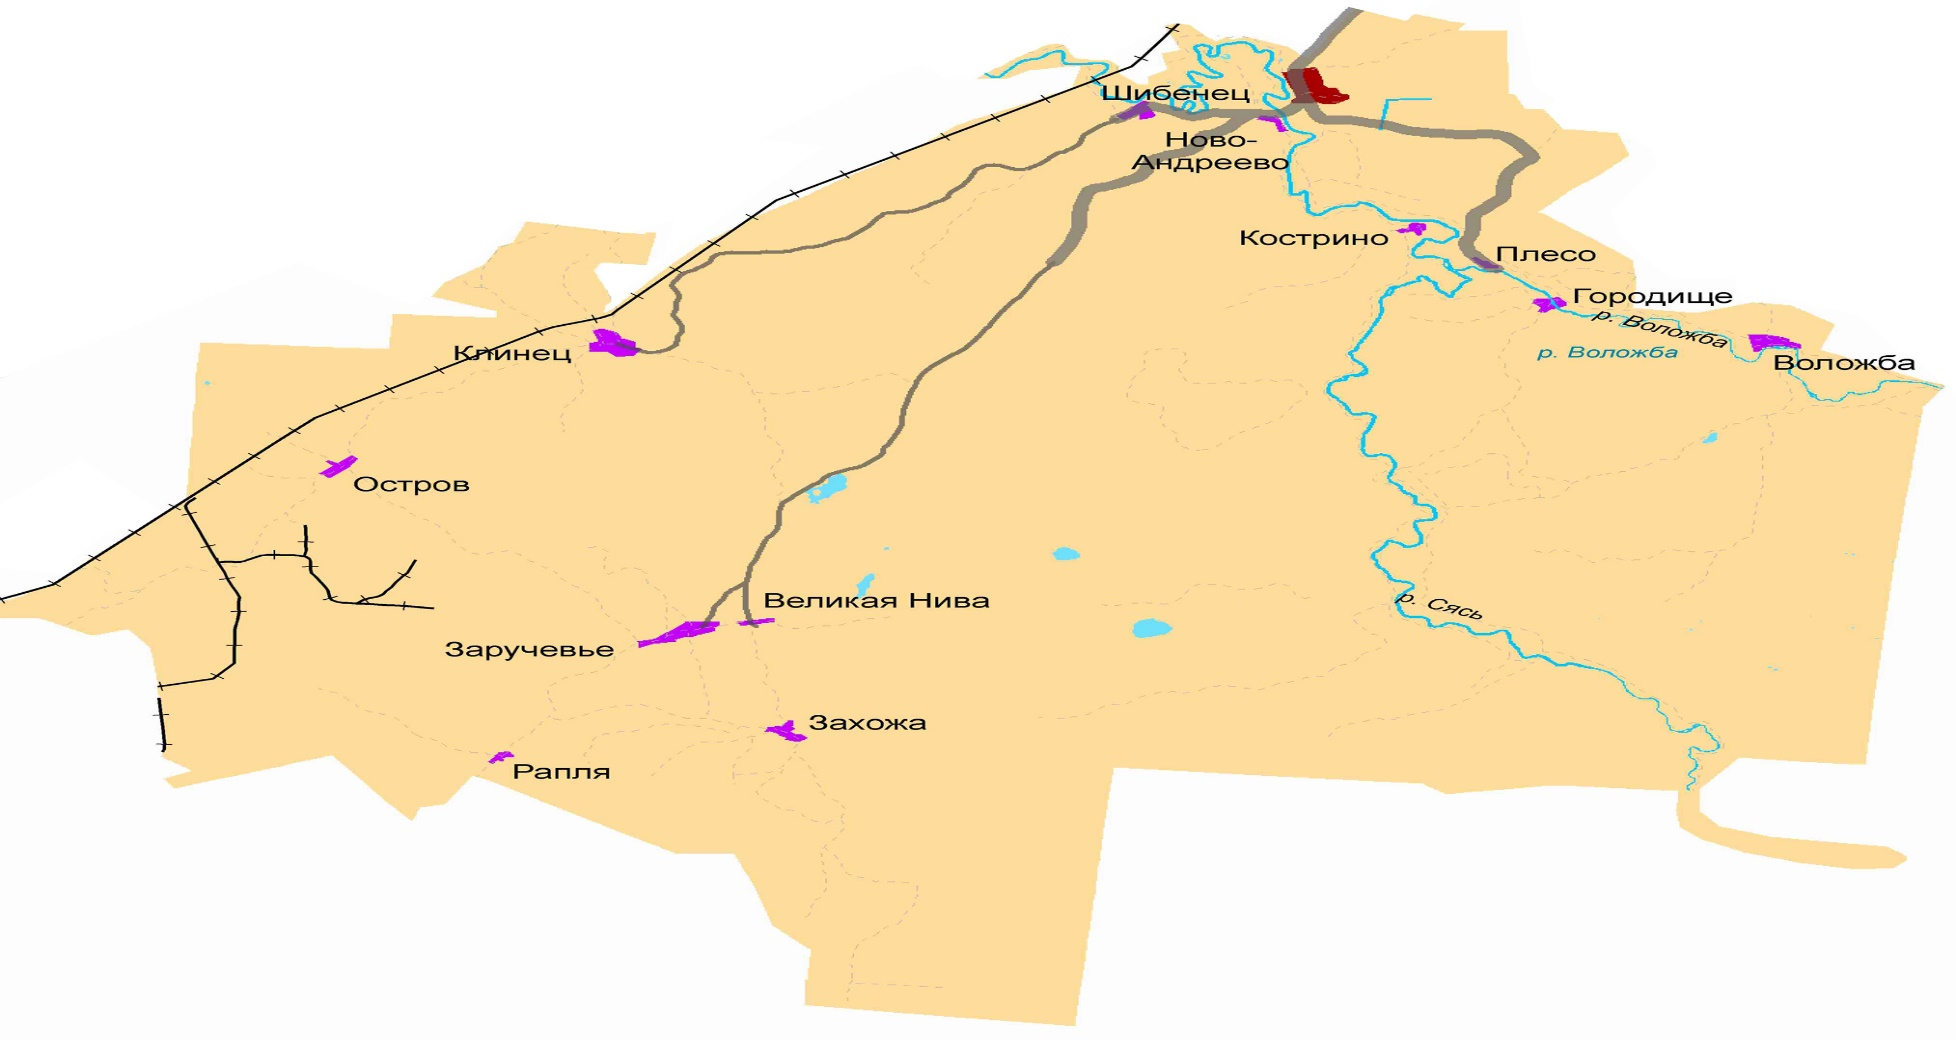 Шибенец
Ново-
Андреево
Кострино
Плесо
Городище
р. Воложба
р. Воложба
Воложба
Клинец
Остров
Великая Нива
р. Сясь
Заручевье
Захожа
Рапля